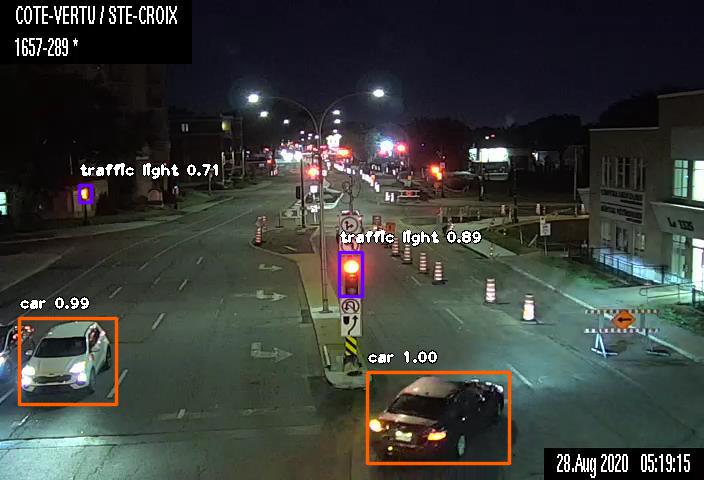 COTE-VERTU / STE-CROIX
1657-289 *
traffic light 0.71
traffic light 0.89
car 0.99
car 1.00
28.Aug 2020 05:19:15